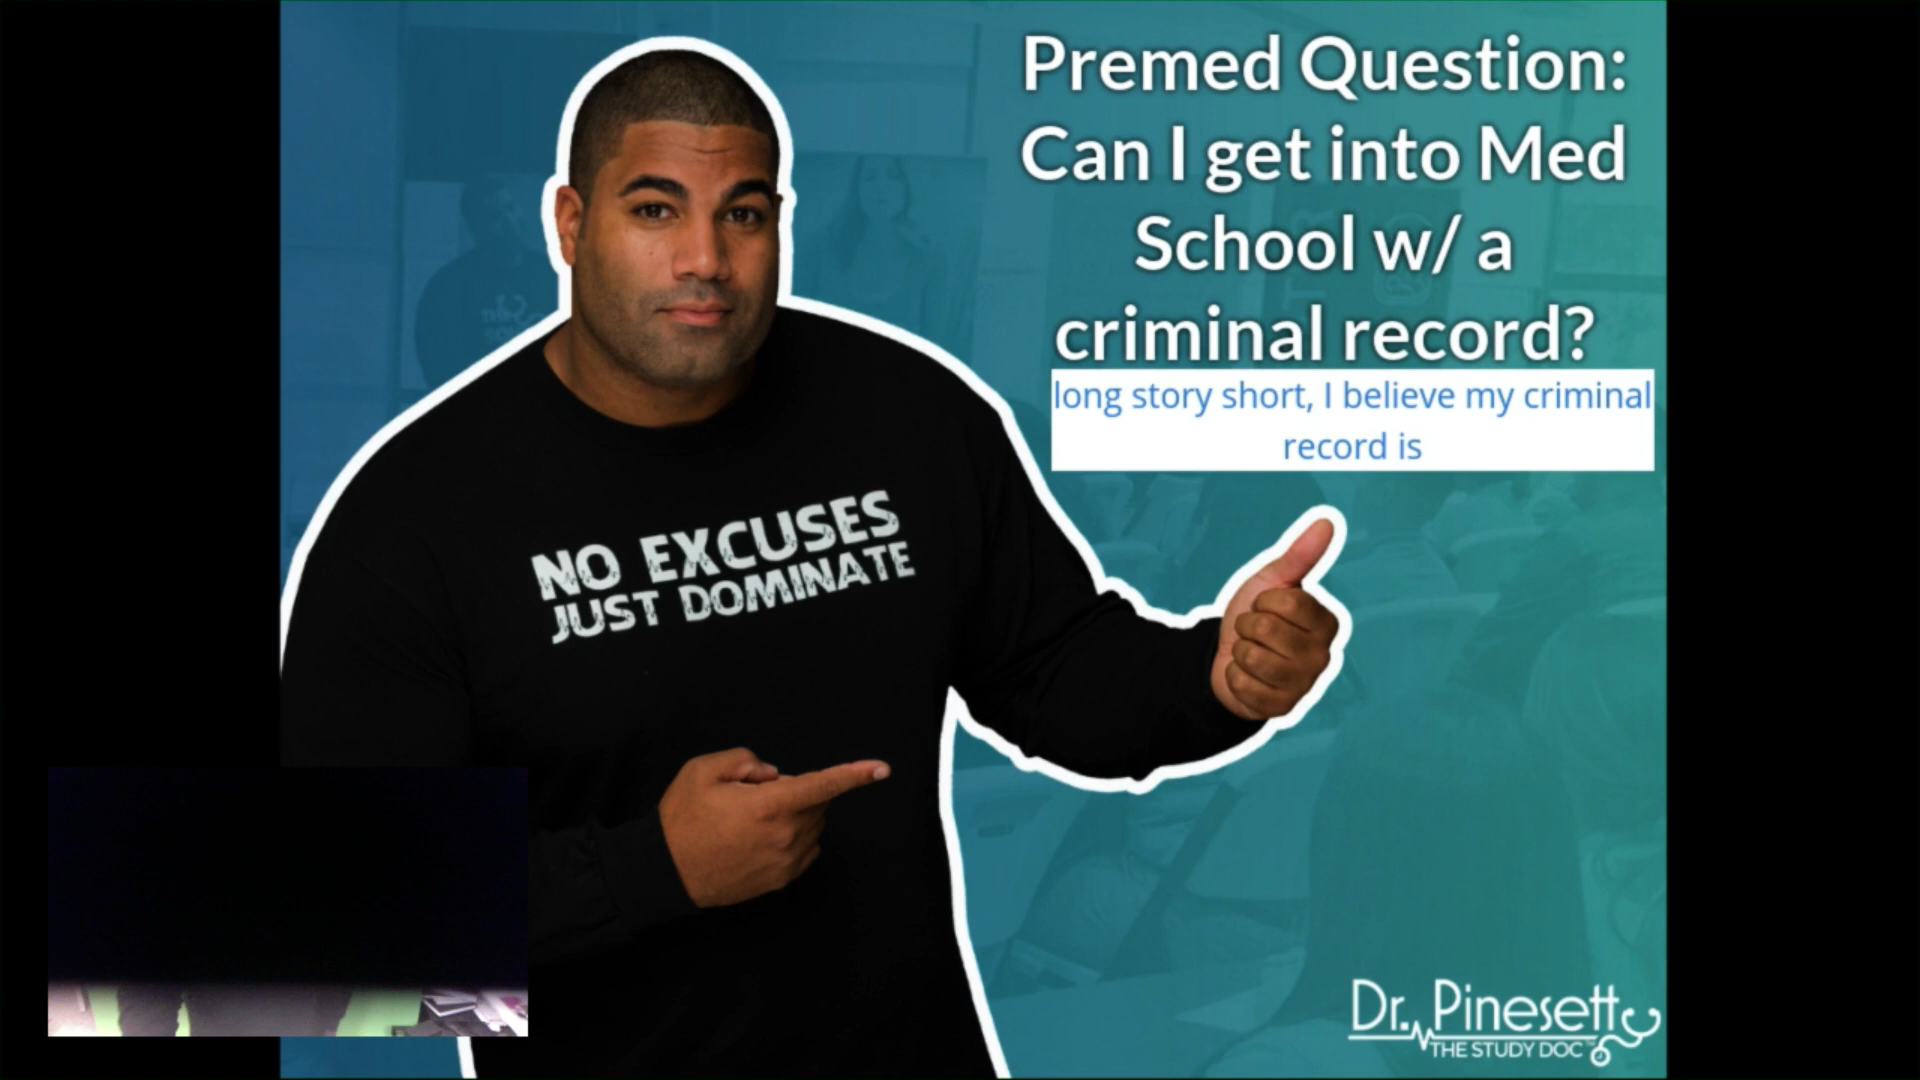 Premed Question:
Can I get into Med
School w/ a
criminal record?
long story short, I believe my criminal
record is
NO EXCUSES
JUST DOMINATE
Dr. Pinesett
THE STUDY DOC™